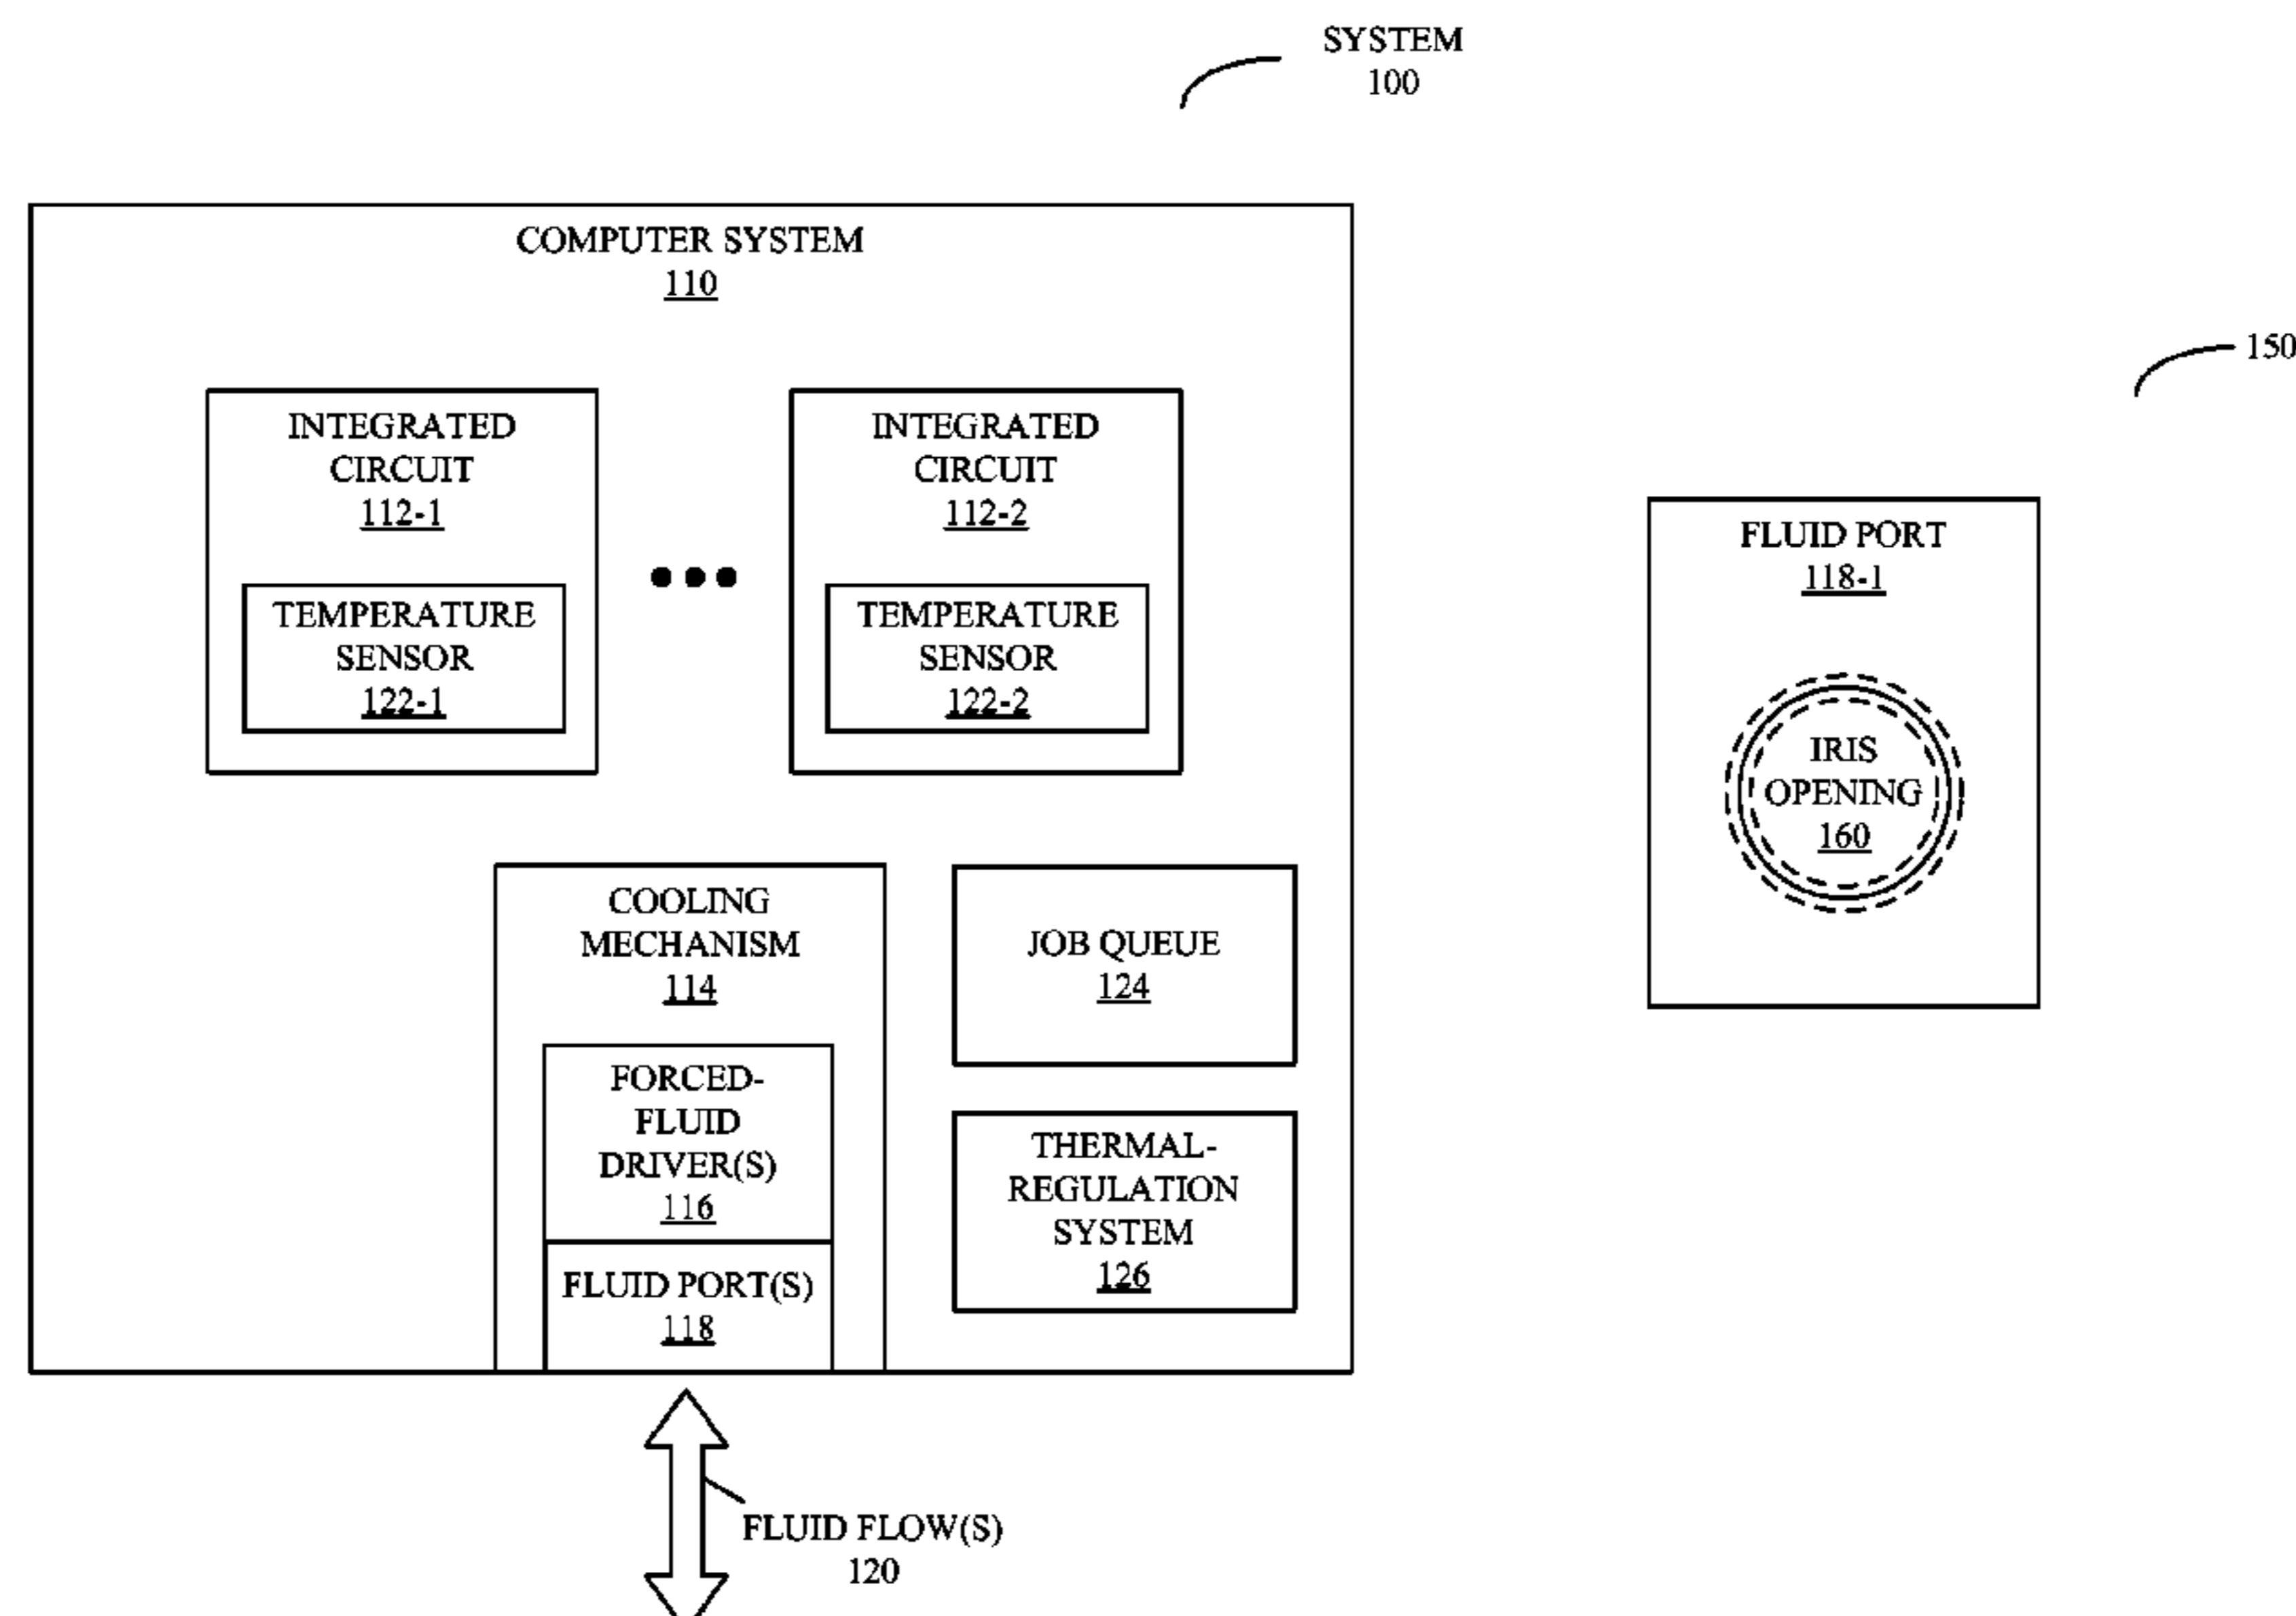 SYSTEM
100
COMPUTER SYSTEM
110
150
INTEGRATED
CIRCUIT
112-1
TEMPERATURE
SENSOR
122-1
INTEGRATED
CIRCUIT
112-2
TEMPERATURE
SENSOR
122-2
FLUID PORT
118-1
IRIS
OPENING
160
COOLING
MECHANISM
114
FORCED-
FLUID
DRIVER(S)
116
FLUID PORT(S)
118
JOB QUEUE
124
THERMAL-
REGULATION
SYSTEM
126
FLUID FLOW(S)
120